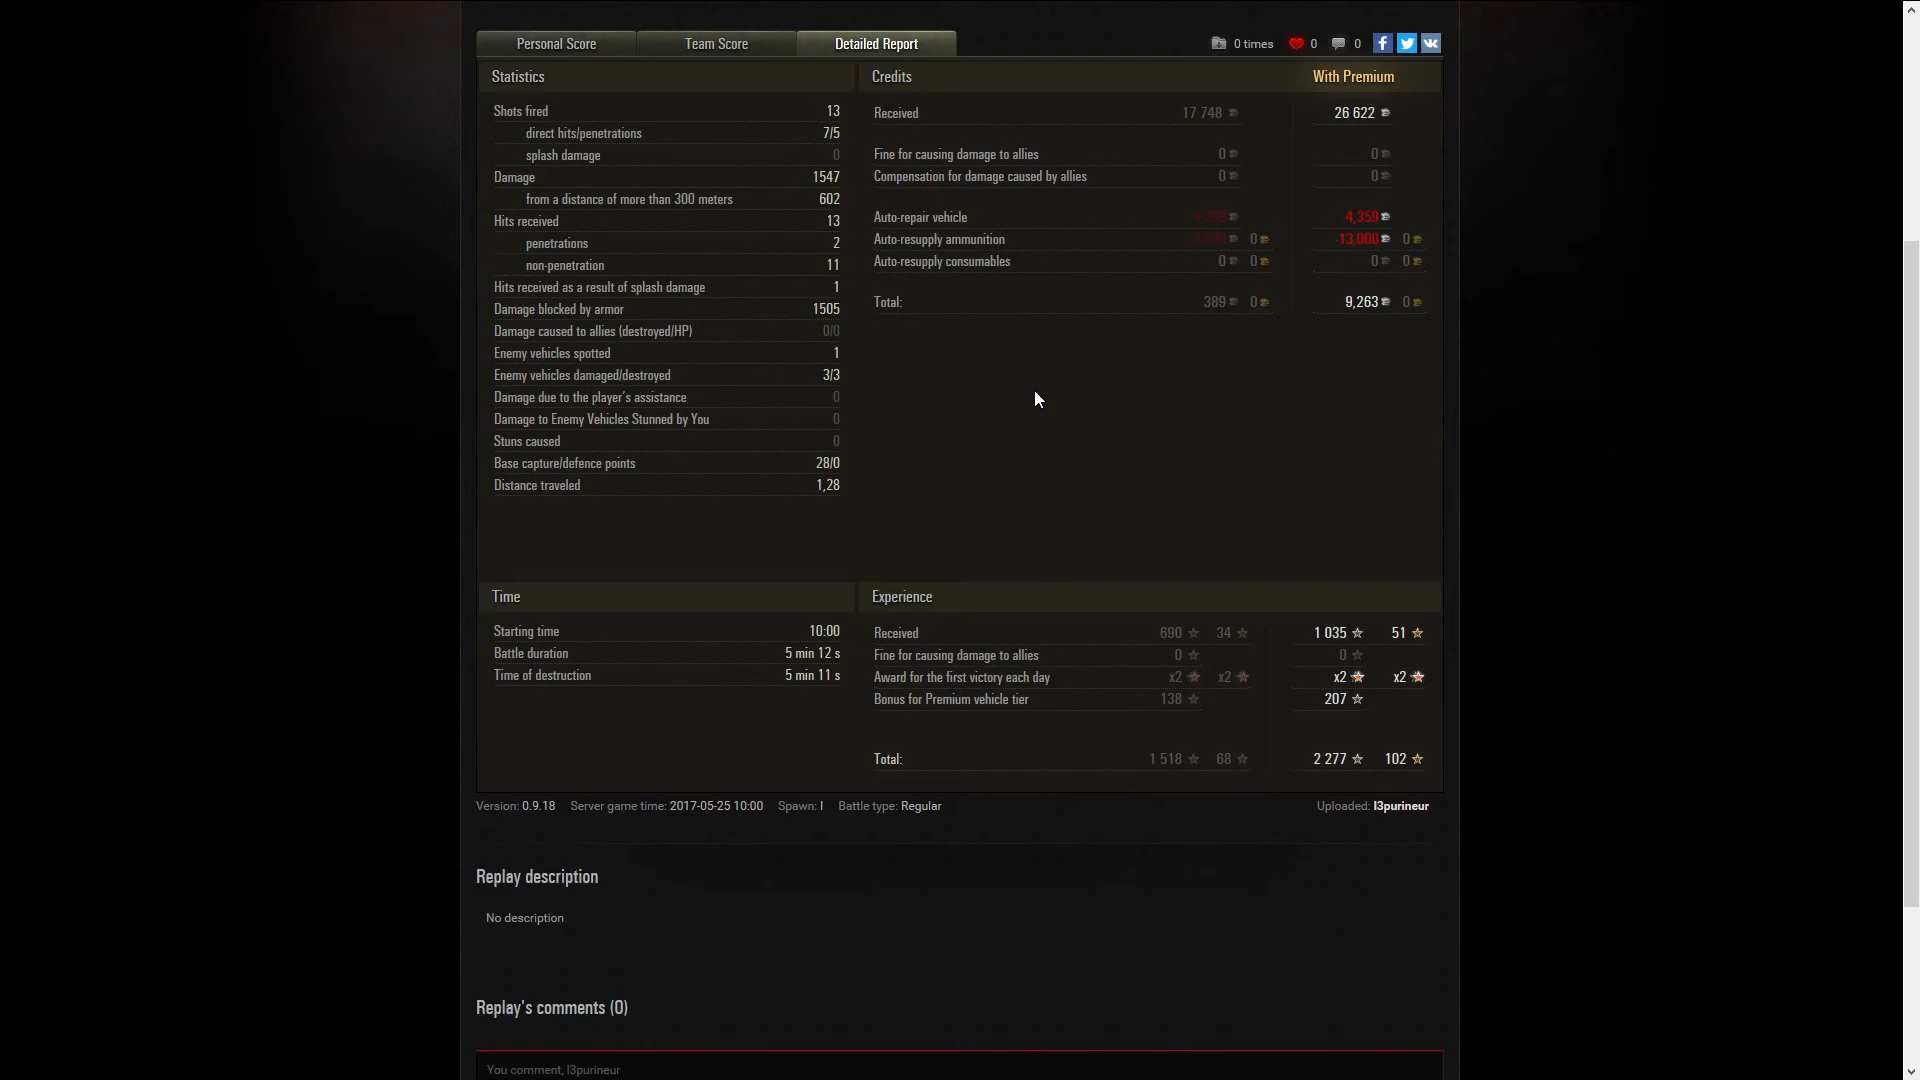 Personal Score Team Score Detailed Report 0 times 0 0
Statistics Credits With Premium
Shots fired 13
direct hits/penetrations 7/5
splash damage 0
Damage 1547
from a distance of more than 300 meters 602
Hits received 13
penetrations 2
non-penetration 11
Hits received as a result of splash damage 1
Damage blocked by armor 1505
Damage caused to allies (destroyed/HP) 0/0
Enemy vehicles spotted 1
Enemy vehicles damaged/destroyed 3/3
Damage due to the player's assistance 0
Damage to Enemy Vehicles Stunned by You 0
Stuns caused 0
Base capture/defence points 28/0
Distance traveled 1,28
Received 17 748 26 622
Fine for causing damage to allies 0 0
Compensation for damage caused by allies 0 0
Auto-repair vehicle 4,359
Auto-resupply ammunition 0 -13,000 0
Auto-resupply consumables 0 0 0 0
Total: 389 0 9,263 0
Time Experience
Starting time 10:00
Battle duration 5 min 12 s
Time of destruction 5 min 11 s
Received 690 34 1 035 51
Fine for causing damage to allies 0 0
Award for the first victory each day x2 x2 x2 x2
Bonus for Premium vehicle tier 138 207
Total: 1 518 68 2 277 102
Version: 0.9.18 Server game time: 2017-05-25 10:00 Spawn: I Battle type: Regular Uploaded: l3purineur
Replay description
No description
Replay's comments (0)
You comment, l3purineur